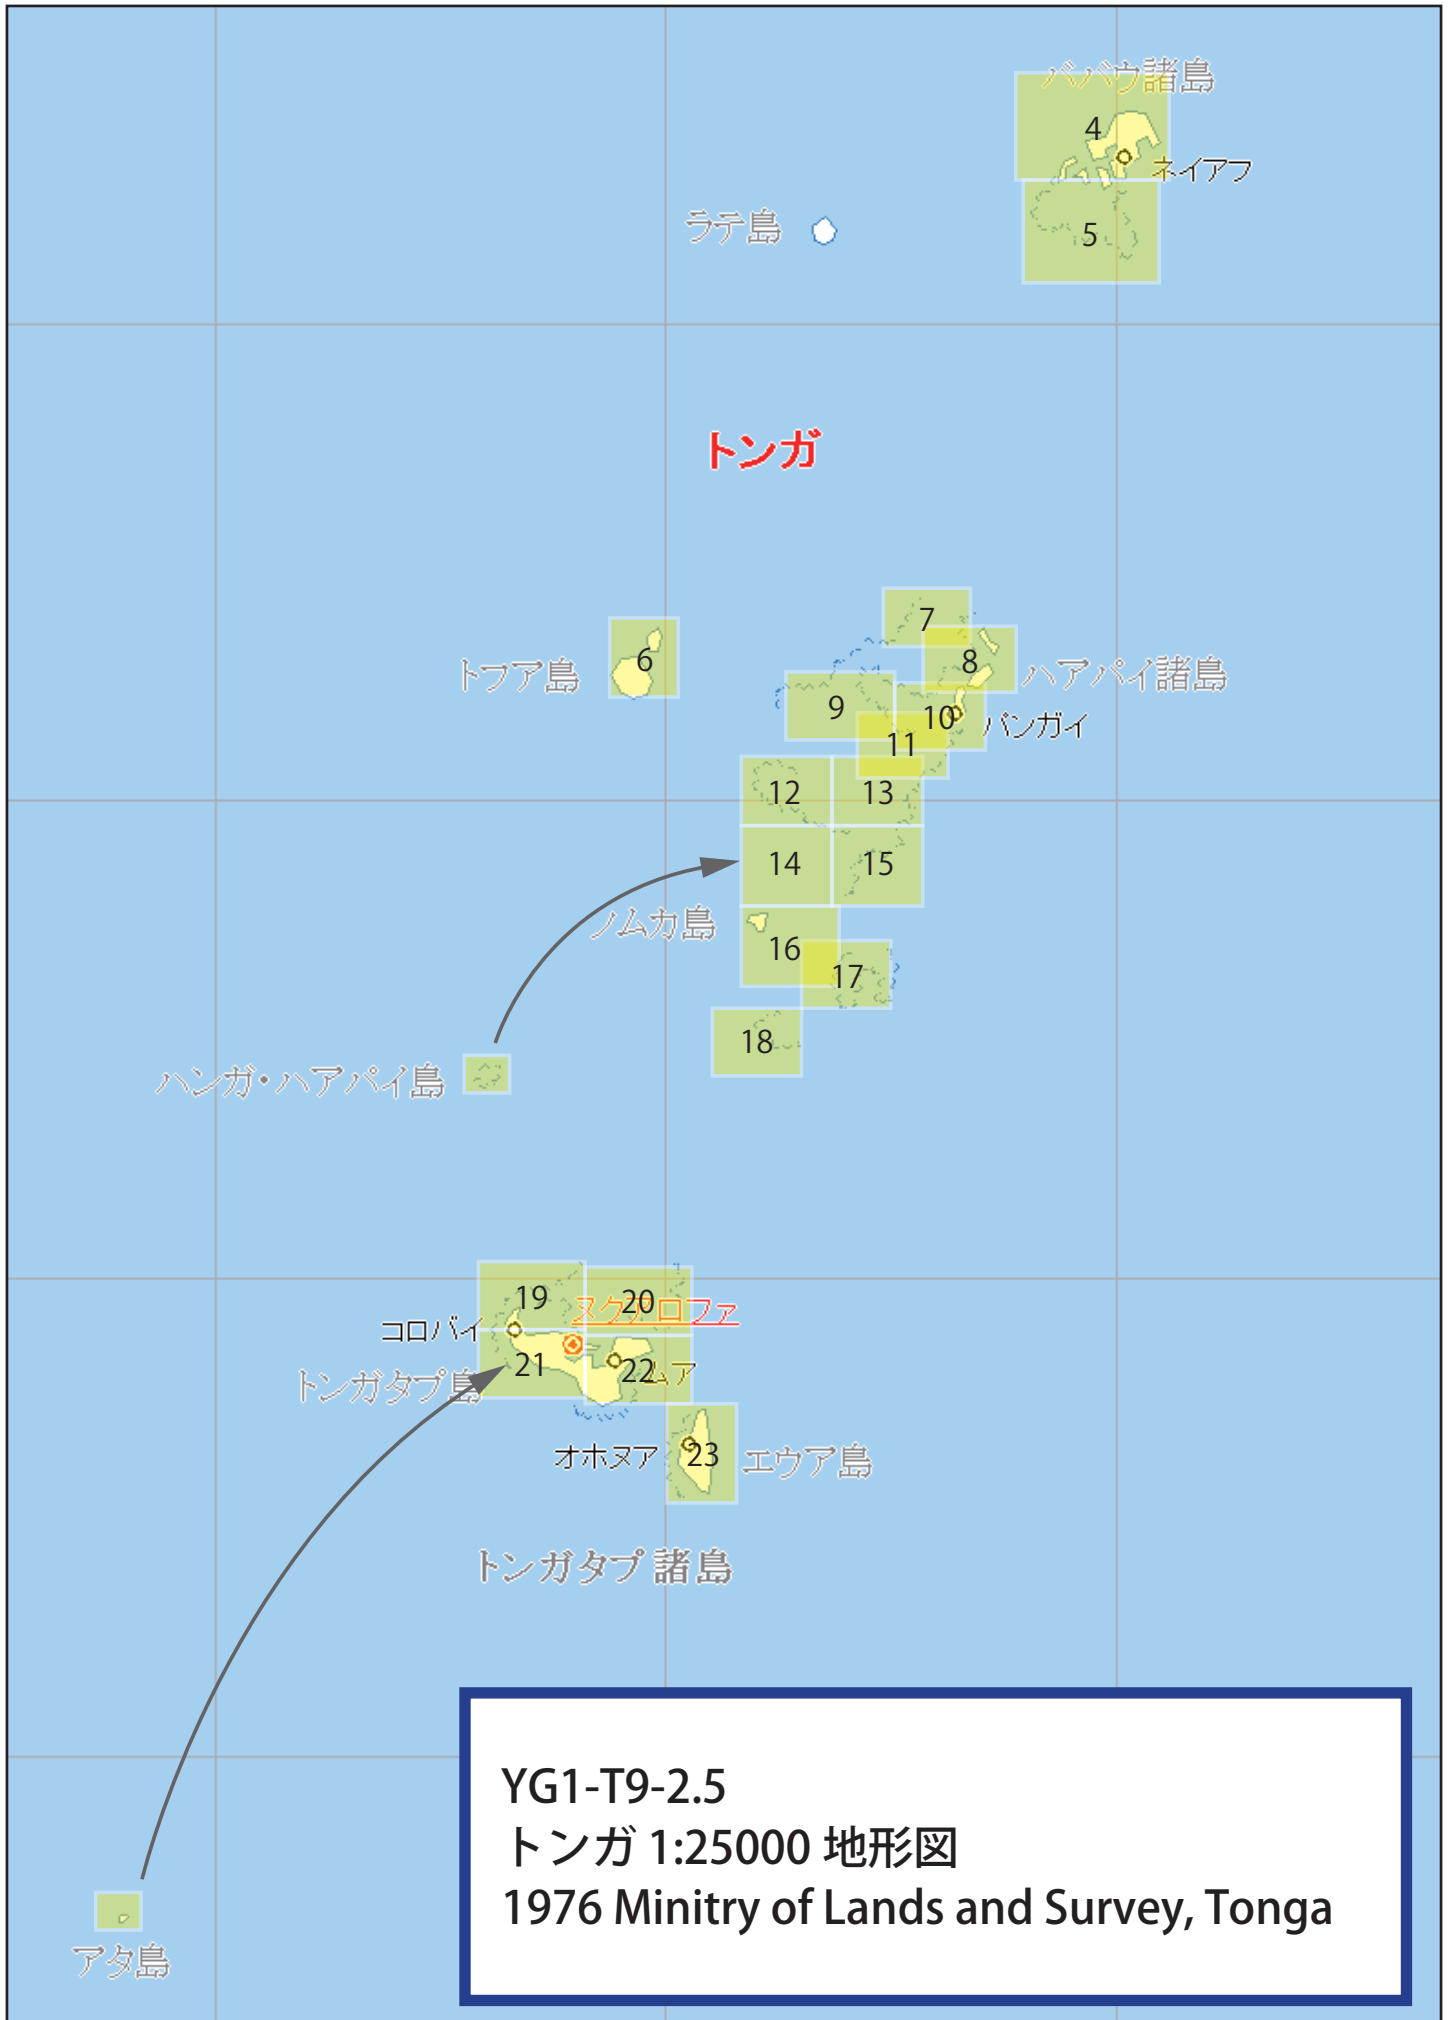 ババウ諸島
4
ネイアフ
ラテ島
5
トンガ
7
トフア島
6
8
ハアパイ諸島
9
10
パンガイ
11
12
13
14
15
ノムカ島
16
17
18
ハンガ・ハアパイ島
19
20
ヌクアロファ
コロバイ
21
22
ムア
トンガタプ島
オホヌア
23
エウア島
トンガタプ諸島
YG1-T9-2.5
トンガ 1:25000 地形図
1976 Minitry of Lands and Survey, Tonga
アタ島